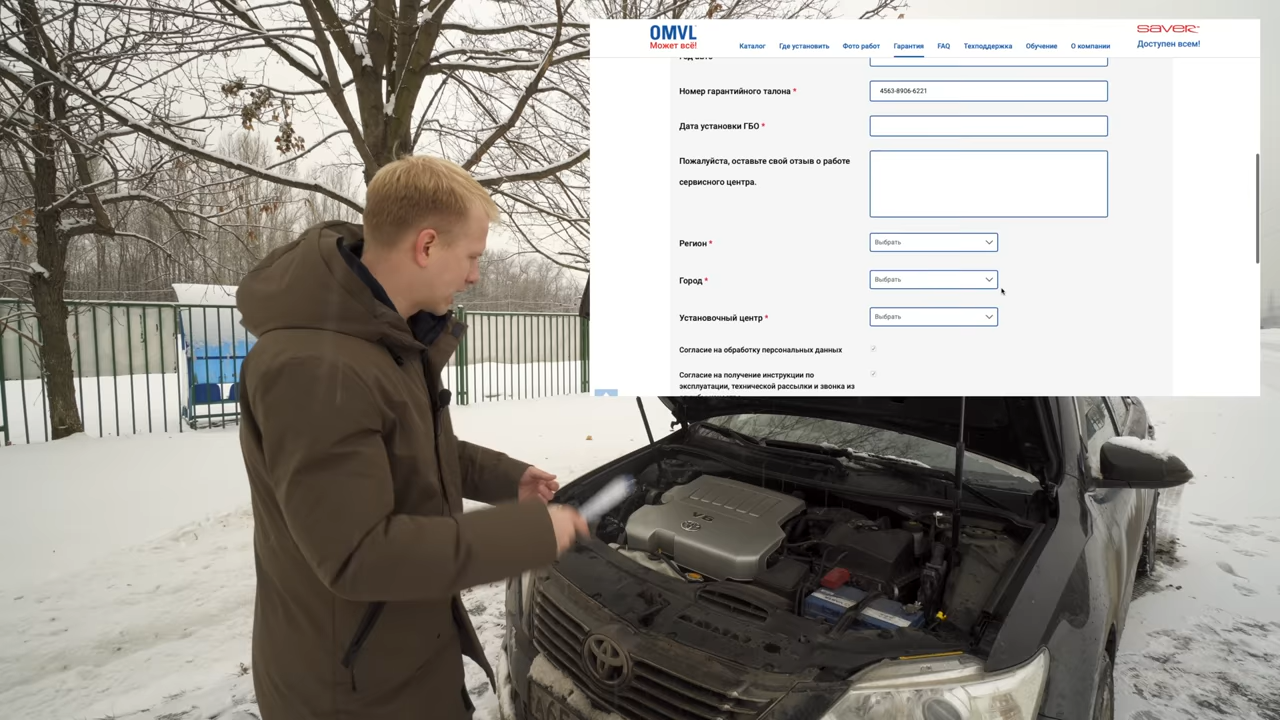 OMVL
Может всё!
Каталог
Где установить
Фото работ
Гарантия
FAQ
Техподдержка
Обучение
О компании
SAVER
Доступен всем!
Номер гарантийного талона *
4563-8906-6221
Дата установки ГБО *
Пожалуйста, оставьте свой отзыв о работе
сервисного центра.
Регион *
Выбрать
Город *
Выбрать
Установочный центр *
Выбрать
Согласие на обработку персональных данных
Согласие на получение инструкции по
эксплуатации, технической рассылки и звонка из
V6